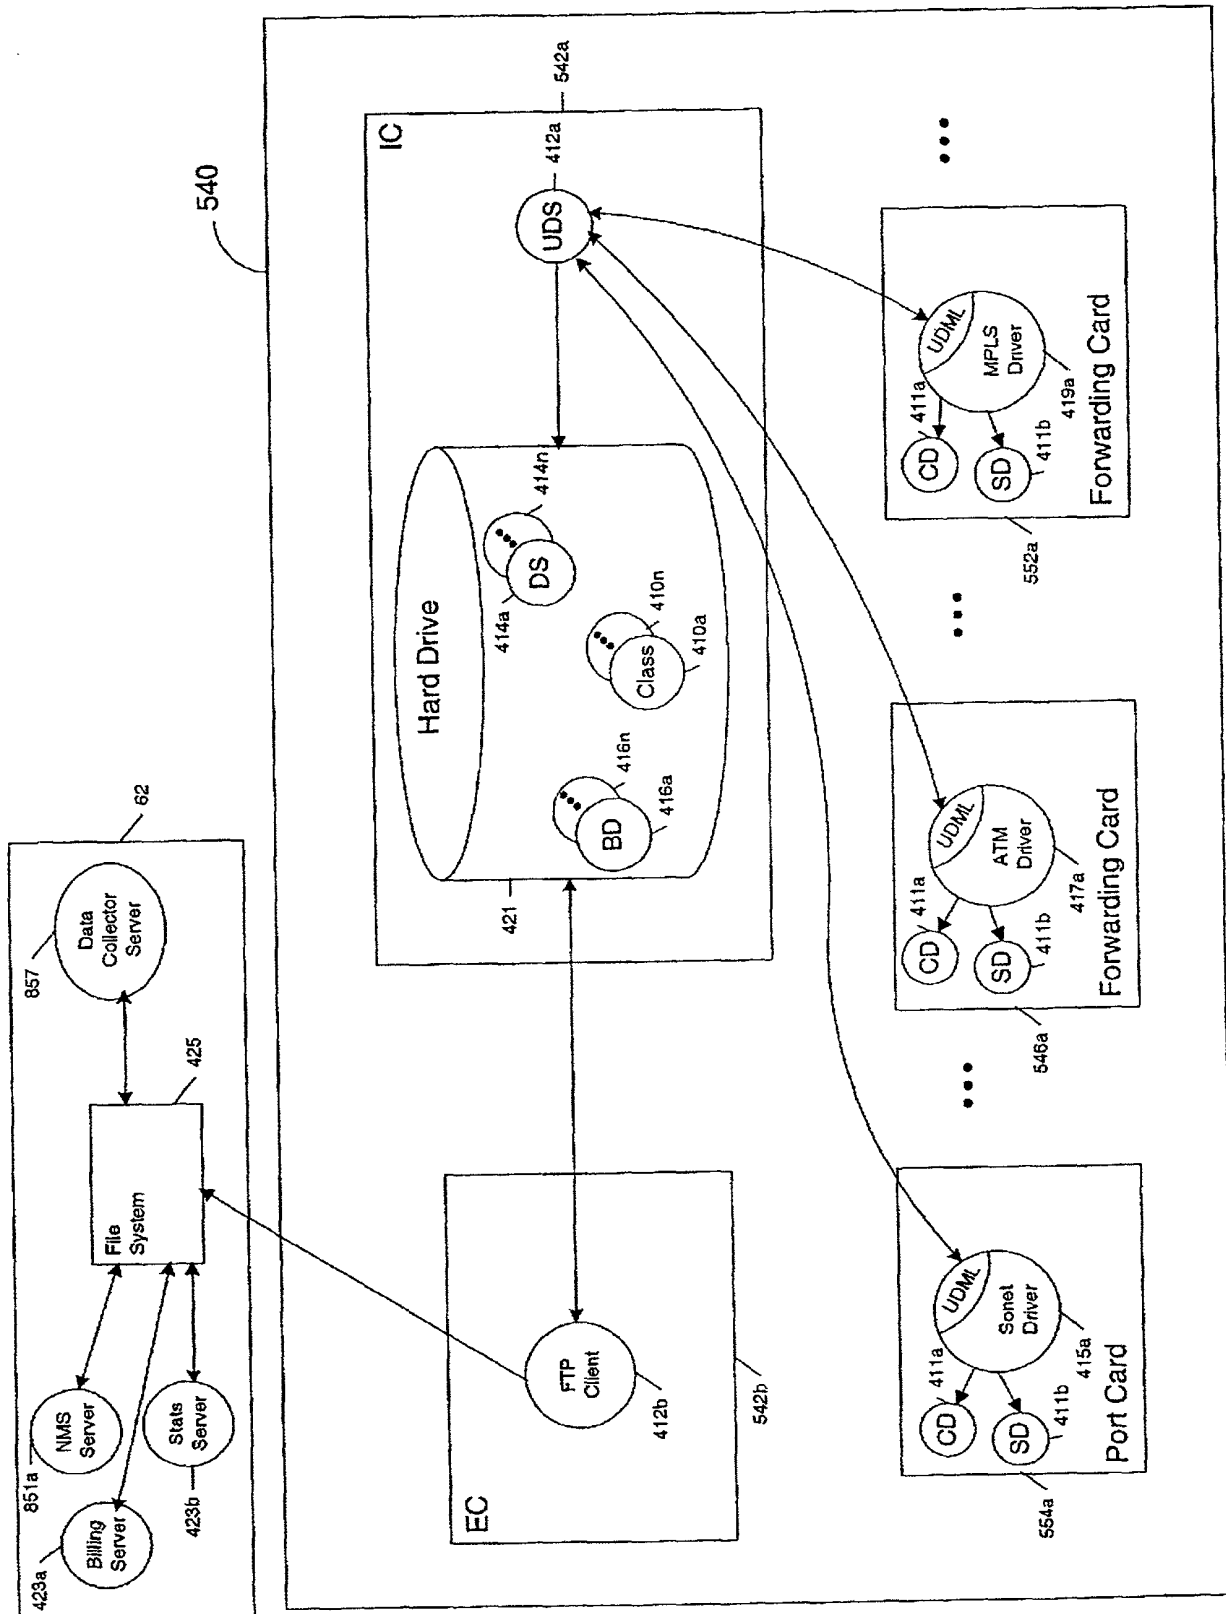 62
857
Data
Collector
Server
425
File
System
851a
NMS
Server
Stats
Server
423b
423a
Billing
Server
540
542a
IC
412a
UDS
Hard Drive
414n
DS
414a
410n
Class
410a
416n
BD
416a
421
EC
FTP
Client
412b
542b
UDML
MPLS
Driver
419a
411a
CD
SD
411b
Forwarding Card
552a
UDML
ATM
Driver
417a
411a
CD
SD
411b
Forwarding Card
546a
UDML
Sonet
Driver
415a
411a
CD
SD
411b
Port Card
554a